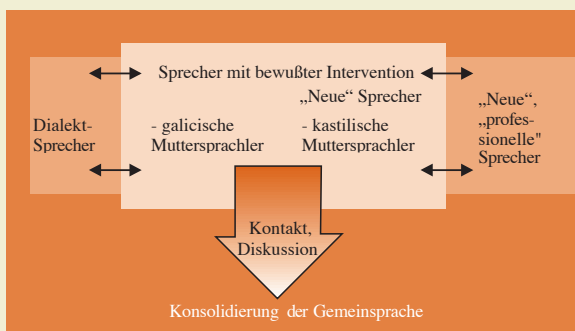 Sprecher mit bewußter Intervention
„Neue“ Sprecher
Dialekt-
Sprecher
- galicische
Muttersprachler
- kastilische
Muttersprachler
„Neue”,
„profes-
sionelle"
Sprecher
Kontakt,
Diskussion
Konsolidierung der Gemeinsprache